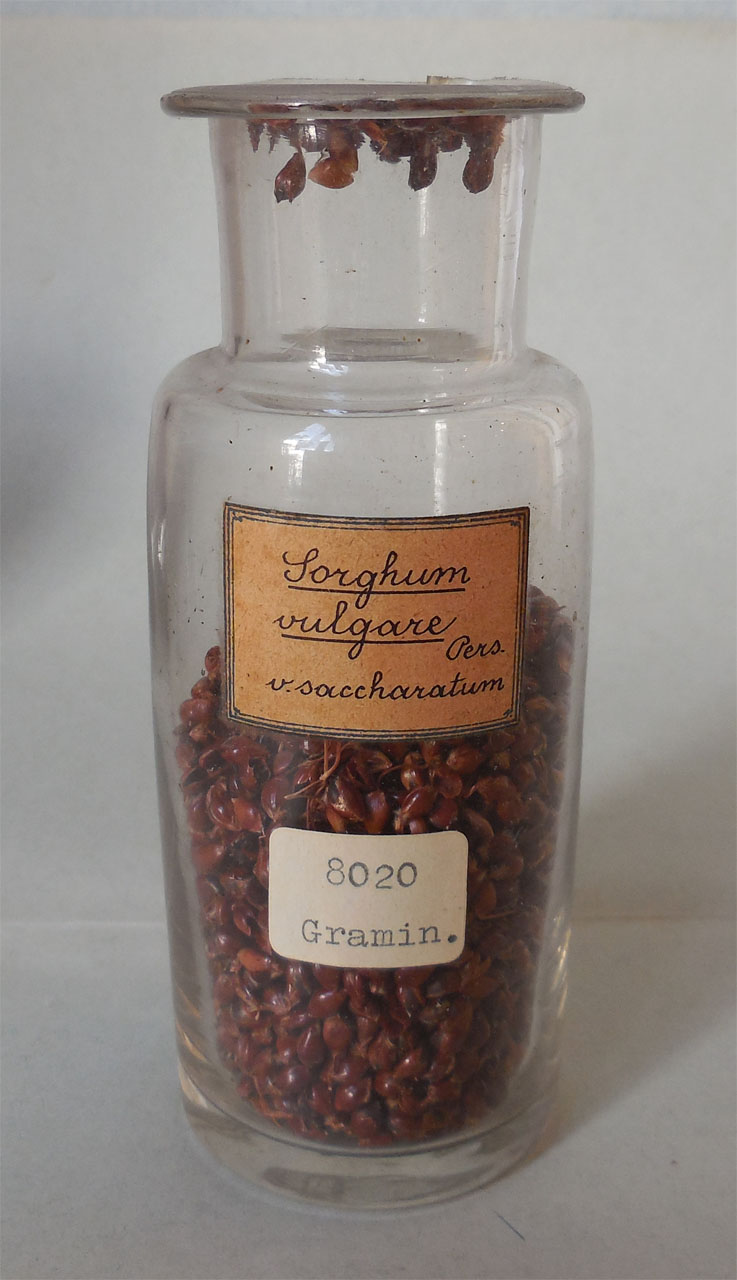 Sorghum
vulgare Pers.
v. saccharatum
8020
Gramin.